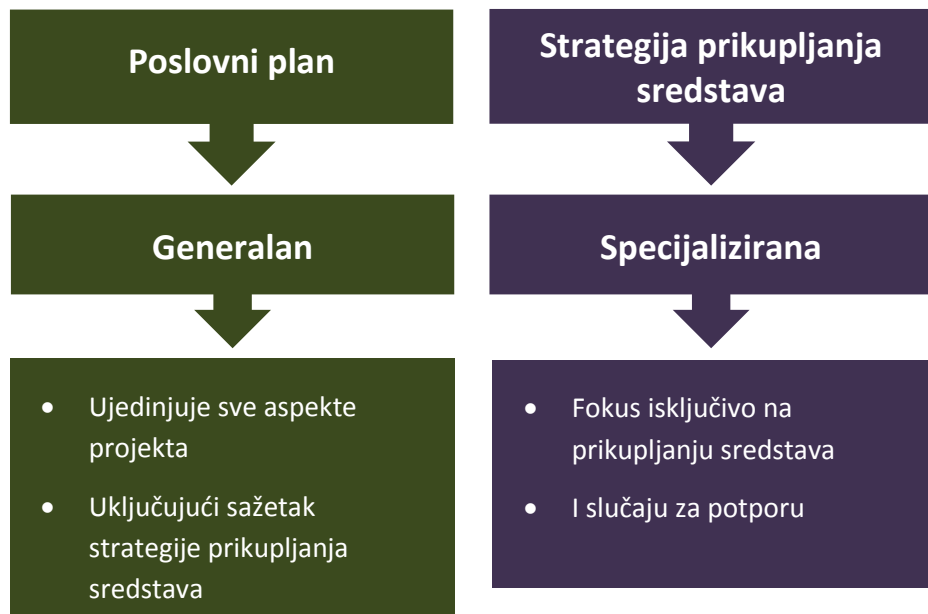 Poslovni plan
Generalan
• Ujedinjuje sve aspekte
projekta
• Uključujući sažetak
strategije prikupljanja
sredstava
Strategija prikupljanja
sredstava
Specijalizirana
• Fokus isključivo na
prikupljanju sredstava
• I slučaju za potporu